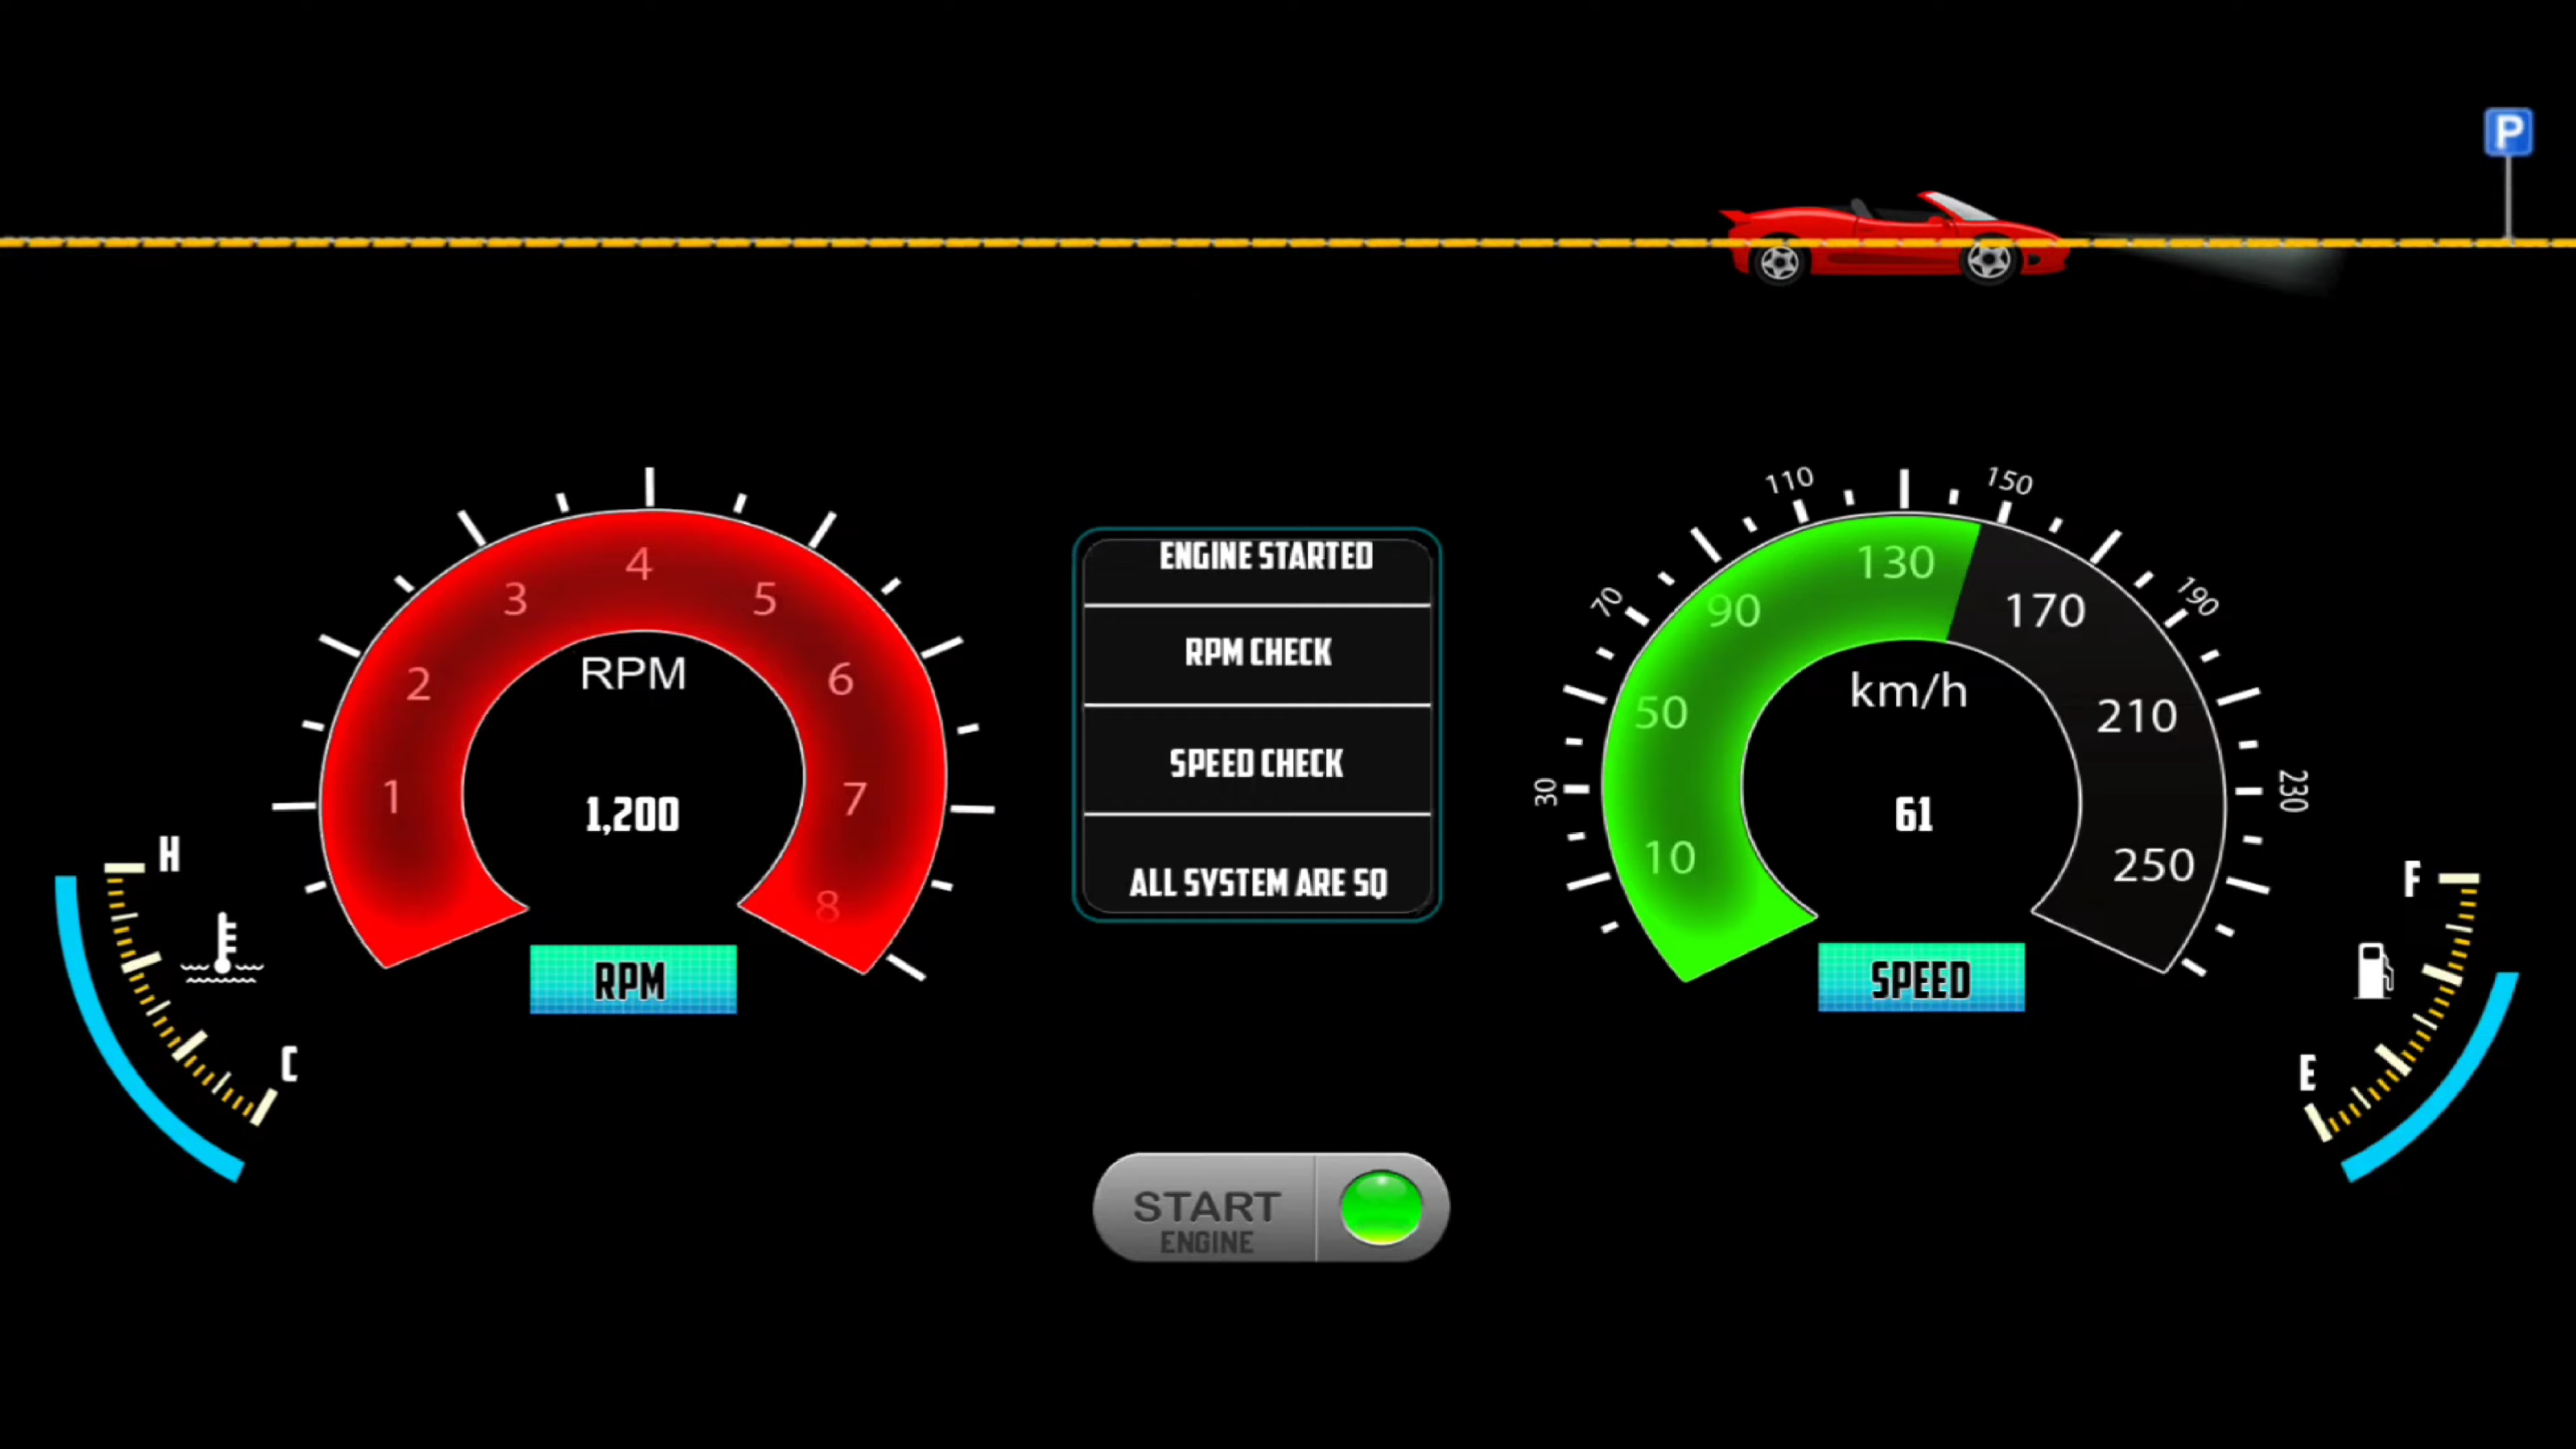 P
ENGINE STARTED
RPM CHECK
SPEED CHECK
ALL SYSTEM ARE SQ
1
2
3
4
5
6
7
8
RPM
1,200
RPM
10
30
50
70
90
110
130
150
170
190
210
230
250
km/h
61
SPEED
H
C
F
E
START
ENGINE